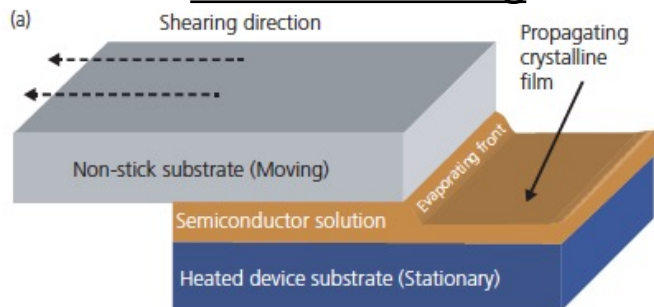 (a)
Shearing direction
Propagating
crystalline
film
Non-stick substrate (Moving)
Evaporating front
Semiconductor solution
Heated device substrate (Stationary)